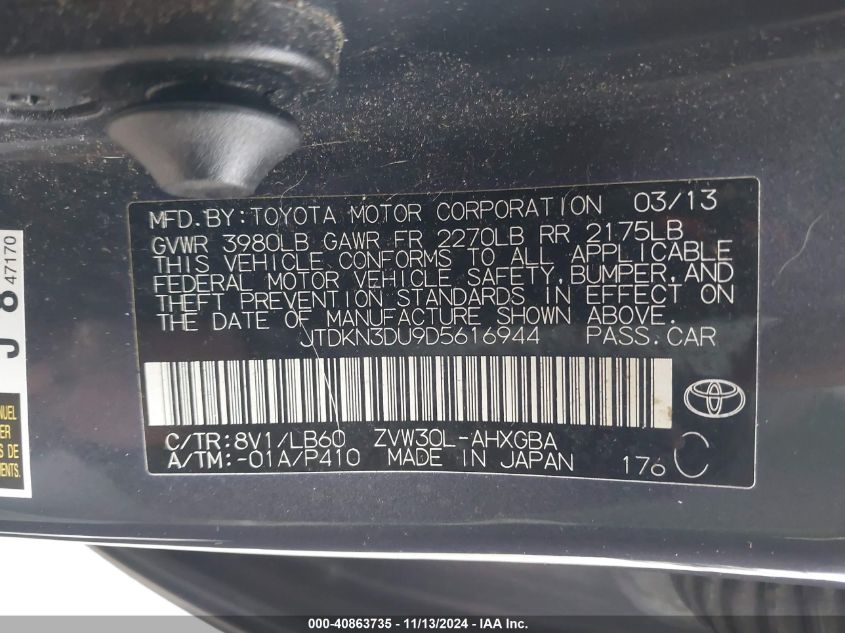 MFD. BY: TOYOTA MOTOR CORPORATION 03/13
GVWR 3980LB GAWR FR 2270LB RR 2175LB
THIS VEHICLE CONFORMS TO ALL APPLICABLE
FEDERAL MOTOR VEHICLE SAFETY, BUMPER, AND
THEFT PREVENTION STANDARDS IN EFFECT ON
THE DATE OF MANUFACTURE SHOWN ABOVE.
JTDKN3DU9D5616944 PASS. CAR
C/TR: 8V1/LB60 ZVW30L-AHXGBA
A/TM: -01A/P410 MADE IN JAPAN 176 C
J 8
47170
DE
000-40863735 - 11/13/2024 - IAA Inc.